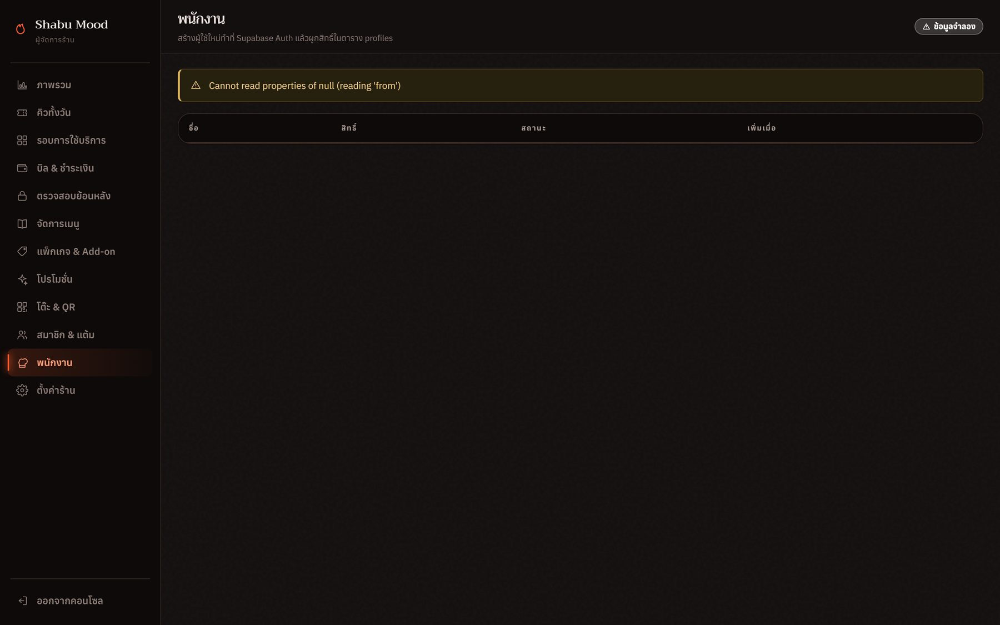 Shabu Mood
ผู้จัดการร้าน
ภาพรวม
คิวทั้งวัน
รอบการใช้บริการ
บิล & ชำระเงิน
ตรวจสอบย้อนหลัง
จัดการเมนู
แพ็กเกจ & Add-on
โปรโมชั่น
โต๊ะ & QR
สมาชิก & แต้ม
พนักงาน
ตั้งค่าร้าน
ออกจากคอนโซล
พนักงาน
สร้างผู้ใช้ใหม่ทำที่ Supabase Auth แล้วผูกสิทธิ์ในตาราง profiles
ข้อมูลจำลอง
Cannot read properties of null (reading 'from')
ชื่อ สิทธิ์ สถานะ เพิ่มเมื่อ